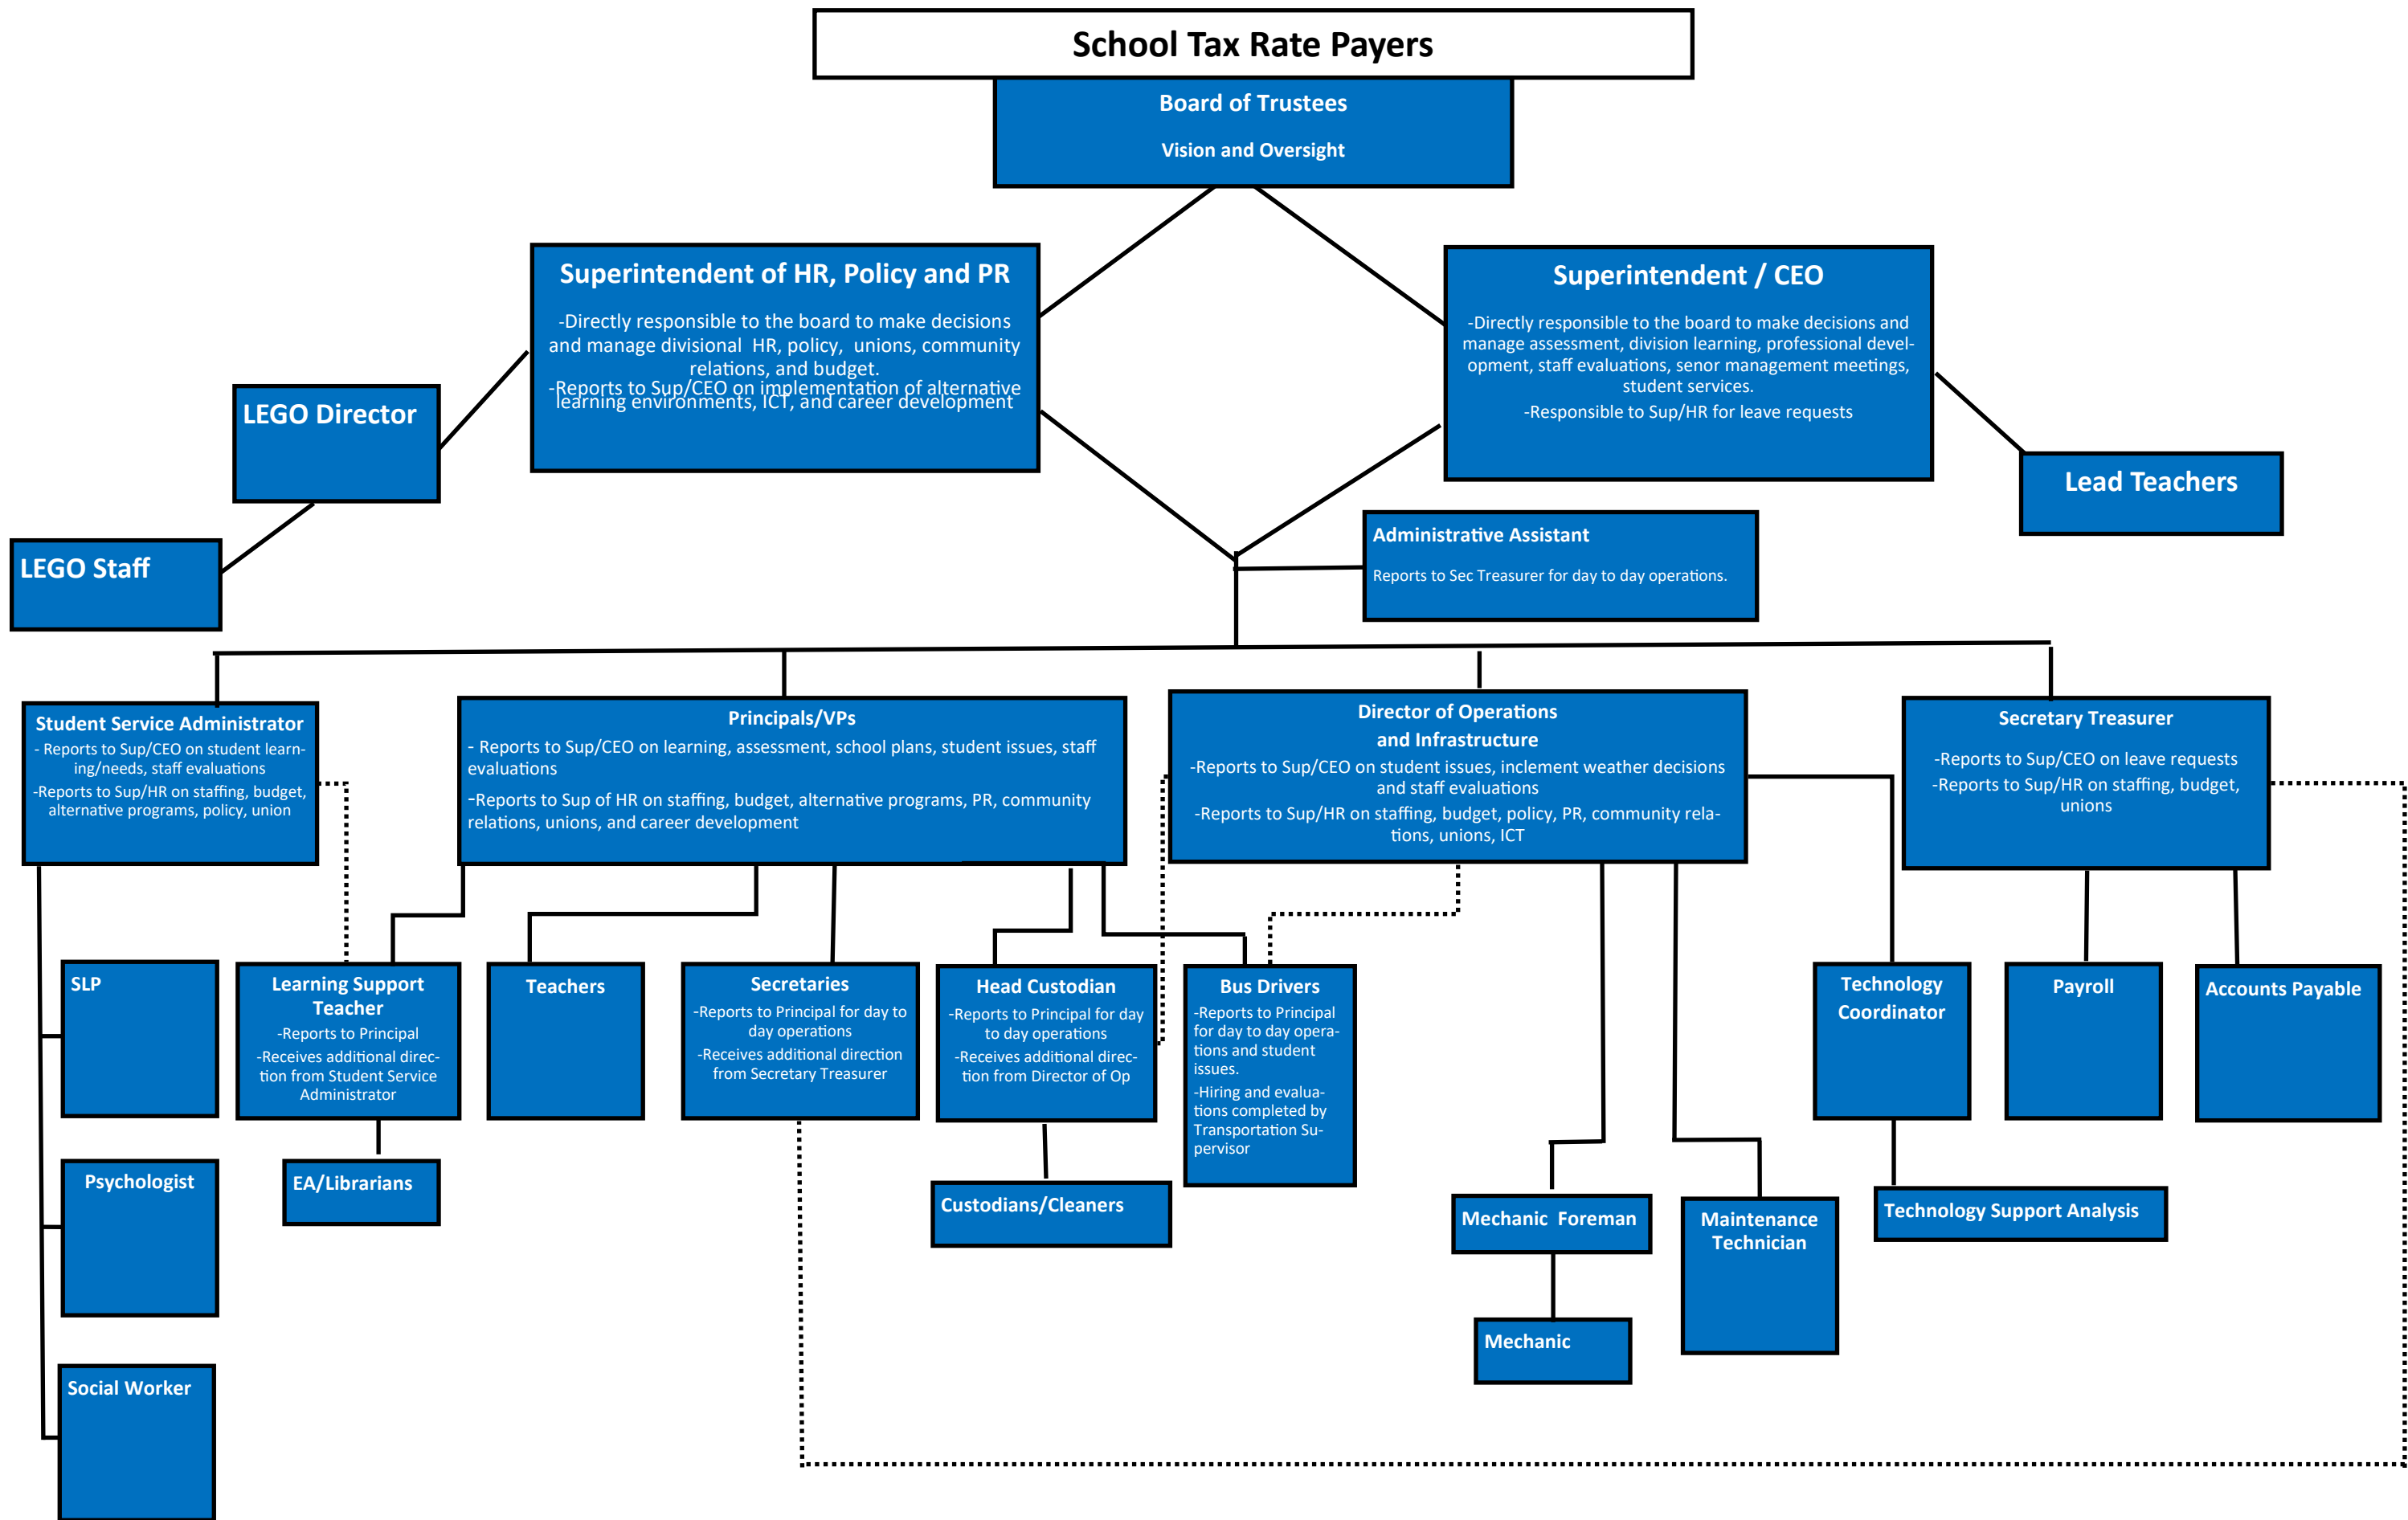 School Tax Rate Payers
Board of Trustees
Vision and Oversight
Superintendent of HR, Policy and PR
-Directly responsible to the board to make decisions
and manage divisional HR, policy, unions, community
relations, and budget.
-Reports to Sup/CEO on implementation of alternative
learning environments, ICT, and career development
Superintendent / CEO
-Directly responsible to the board to make decisions and
manage assessment, division learning, professional devel-
opment, staff evaluations, senor management meetings,
student services.
-Responsible to Sup/HR for leave requests
LEGO Director
Lead Teachers
LEGO Staff
Administrative Assistant
Reports to Sec Treasurer for day to day operations.
Student Service Administrator
- Reports to Sup/CEO on student learn-
ing/needs, staff evaluations
-Reports to Sup/HR on staffing, budget,
alternative programs, policy, union
Principals/VPs
- Reports to Sup/CEO on learning, assessment, school plans, student issues, staff
evaluations
-Reports to Sup of HR on staffing, budget, alternative programs, PR, community
relations, unions, and career development
Director of Operations
and Infrastructure
-Reports to Sup/CEO on student issues, inclement weather decisions
and staff evaluations
-Reports to Sup/HR on staffing, budget, policy, PR, community rela-
tions, unions, ICT
Secretary Treasurer
-Reports to Sup/CEO on leave requests
-Reports to Sup/HR on staffing, budget,
unions
SLP
Learning Support
Teacher
-Reports to Principal
-Receives additional direc-
tion from Student Service
Administrator
Teachers
Secretaries
-Reports to Principal for day to
day operations
-Receives additional direction
from Secretary Treasurer
Head Custodian
-Reports to Principal for day
to day operations
-Receives additional direc-
tion from Director of Op
Bus Drivers
-Reports to Principal
for day to day opera-
tions and student
issues.
-Hiring and evalua-
tions completed by
Transportation Su-
pervisor
Technology
Coordinator
Payroll
Accounts Payable
Psychologist
EA/Librarians
Custodians/Cleaners
Mechanic Foreman
Maintenance
Technician
Technology Support Analysis
Mechanic
Social Worker